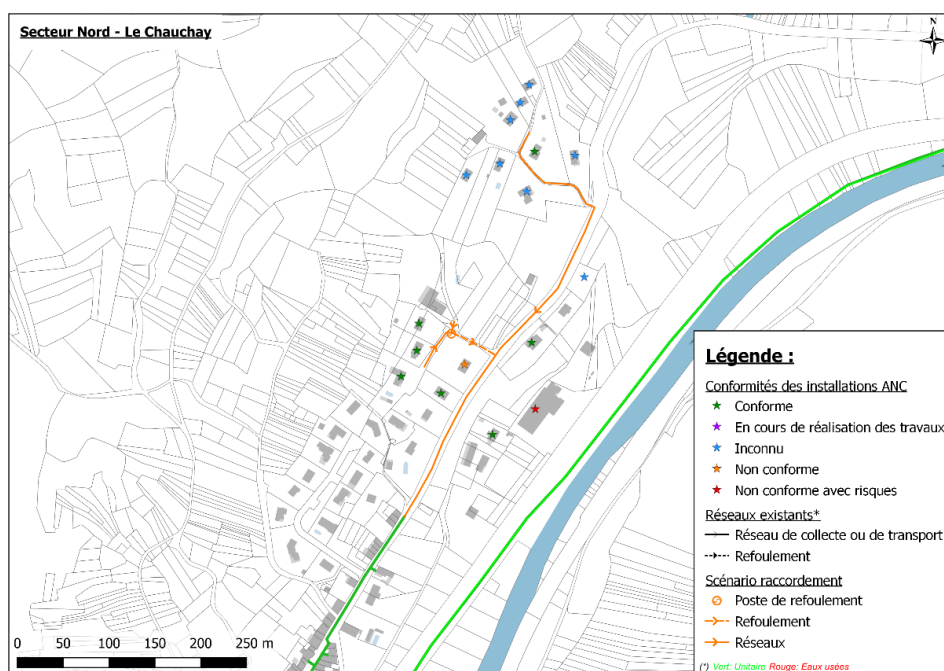 Secteur Nord - Le Chauchay
N
Légende :
Conformités des installations ANC
Conforme
En cours de réalisation des travaux
Inconnu
Non conforme
Non conforme avec risques
Réseaux existants*
Réseau de collecte ou de transport
Refoulement
Scénario raccordement
Poste de refoulement
Refoulement
Réseaux
(*) Vert: Unitaire Rouge: Eaux usées
0 50 100 150 200 250 m